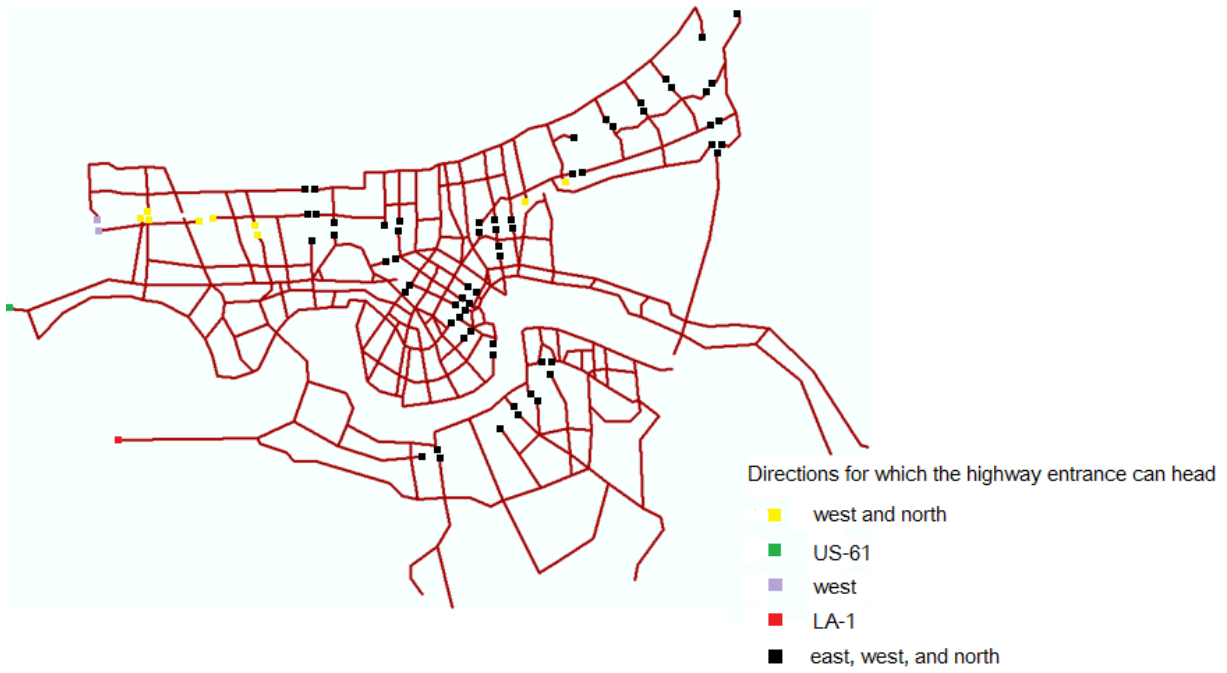 Directions for which the highway entrance can head
west and north
US-61
west
LA-1
east, west, and north